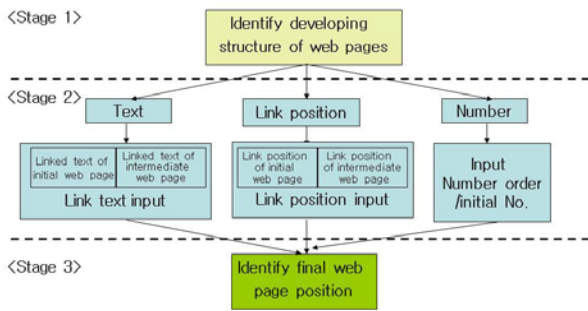 <Stage 1>
Identify developing
structure of web pages
<Stage 2>
Text
Link position
Number
Linked text of
initial web page
Linked text of
intermediate
web page
Link text input
Link position
of initial
web page
Link position
of intermediate
web page
Link position input
Input
Number order
/initial No.
<Stage 3>
Identify final web
page position